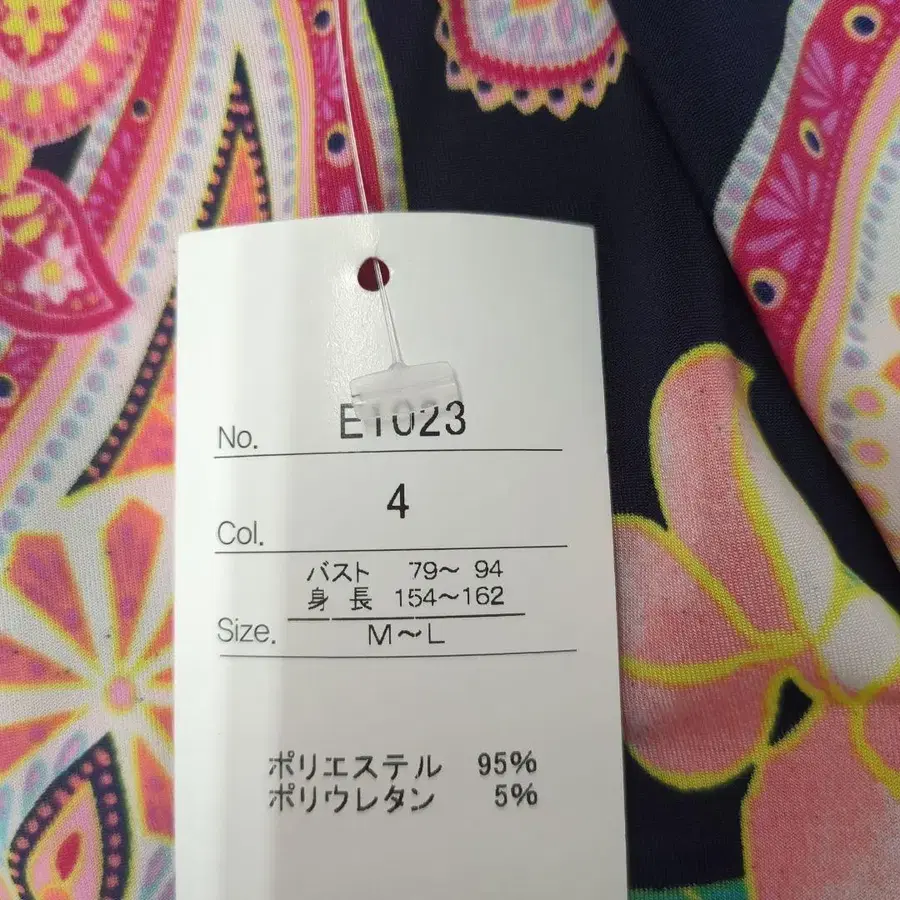 No. E1023
Col. 4
バスト 79～ 94
身 長 154～162
Size. M～L
ポリエステル 95%
ポリウレタン 5%